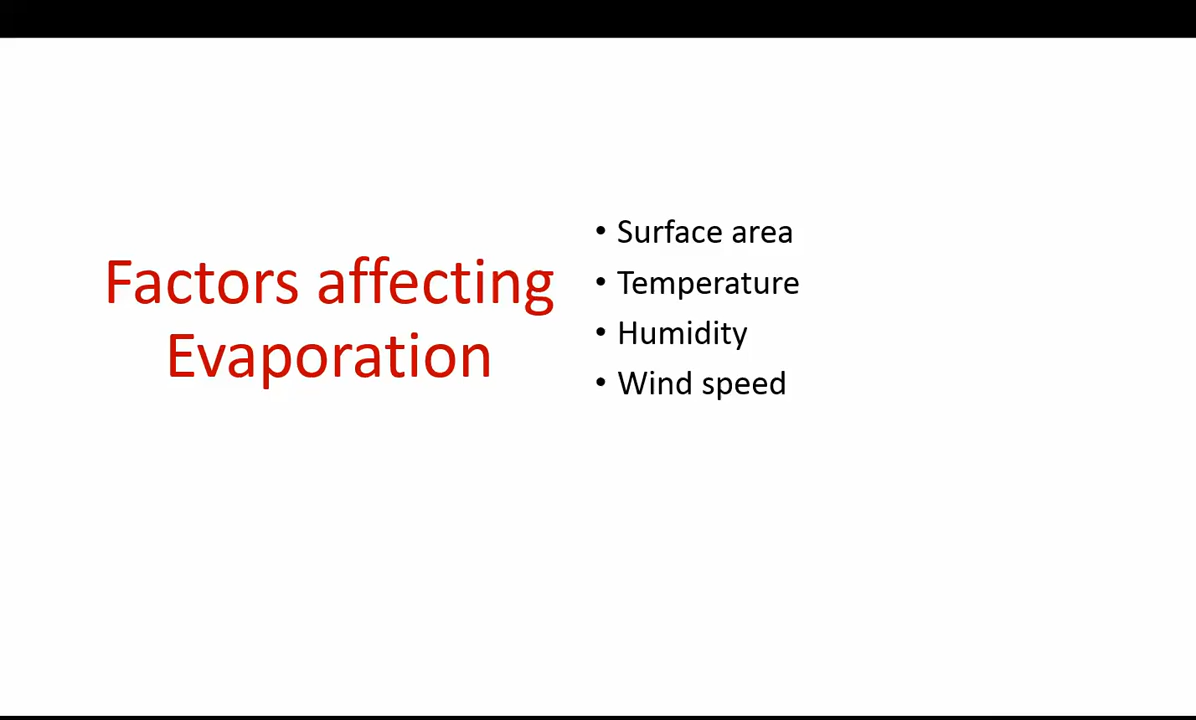 Factors affecting
Evaporation
• Surface area
• Temperature
• Humidity
• Wind speed